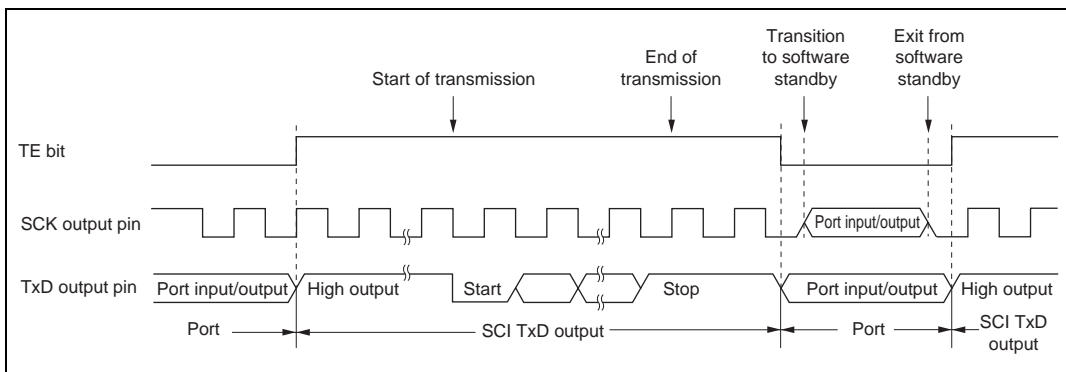 Start of transmission
End of
transmission
Transition
to software
standby
Exit from
software
standby
TE bit
SCK output pin
Port input/output
TxD output pin
Port input/output
High output
Start
Stop
Port input/output
High output
Port
SCI TxD output
Port
SCI TxD
output